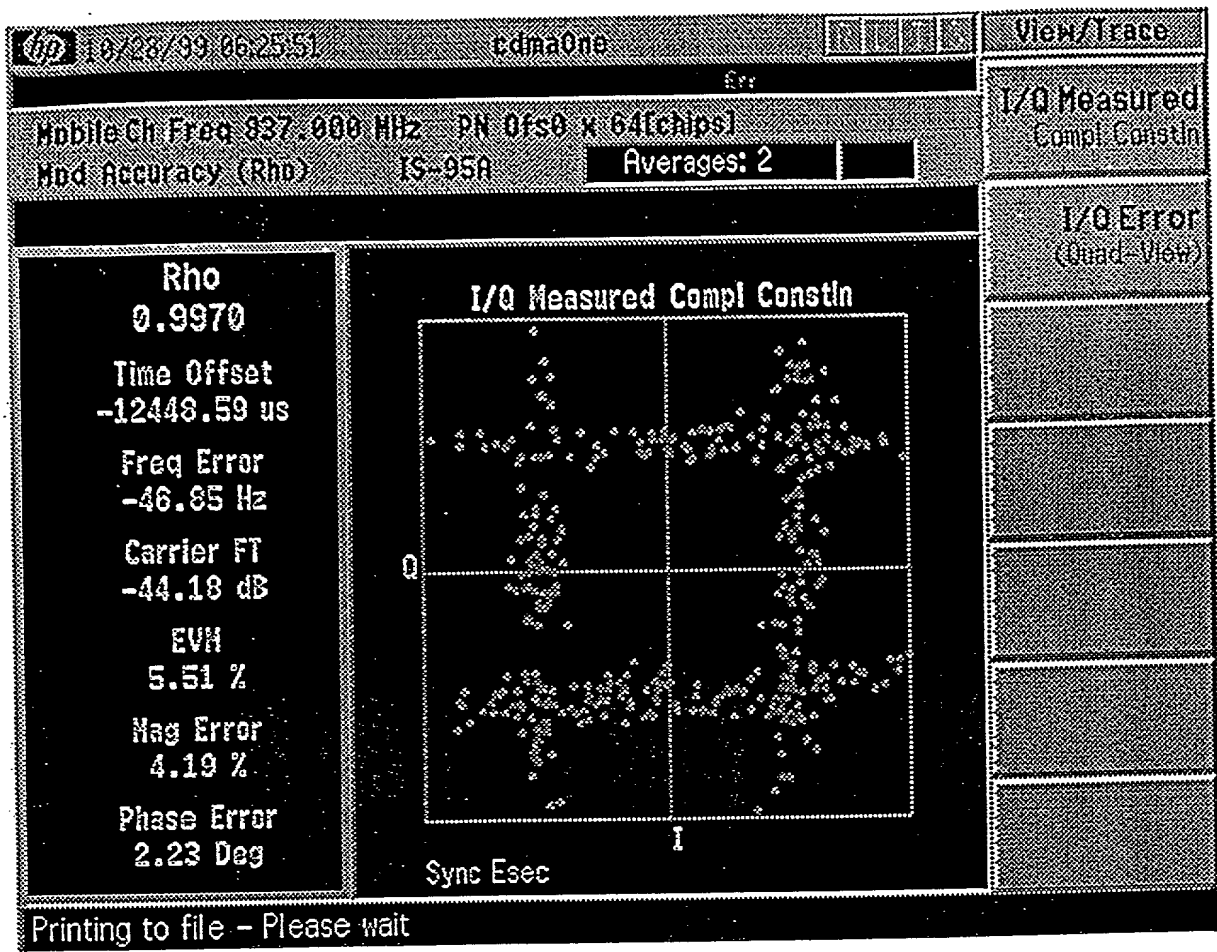 hp 10/28/99 06:25:51 cdmaOne
View/Trace
Err
Mobile Ch Freq 837.000 MHz PN Ofs0 x 64[chips]
Mod Accuracy (Rho) IS-95A Averages: 2
I/Q Measured
Compl Constln
I/Q Error
(Quad-View)
Rho
0.9970
Time Offset
-12448.59 us
Freq Error
-46.85 Hz
Carrier FT
-44.18 dB
EVM
5.51 %
Mag Error
4.19 %
Phase Error
2.23 Deg
I/Q Measured Compl Constln
Q
I
Sync Esec
Printing to file - Please wait